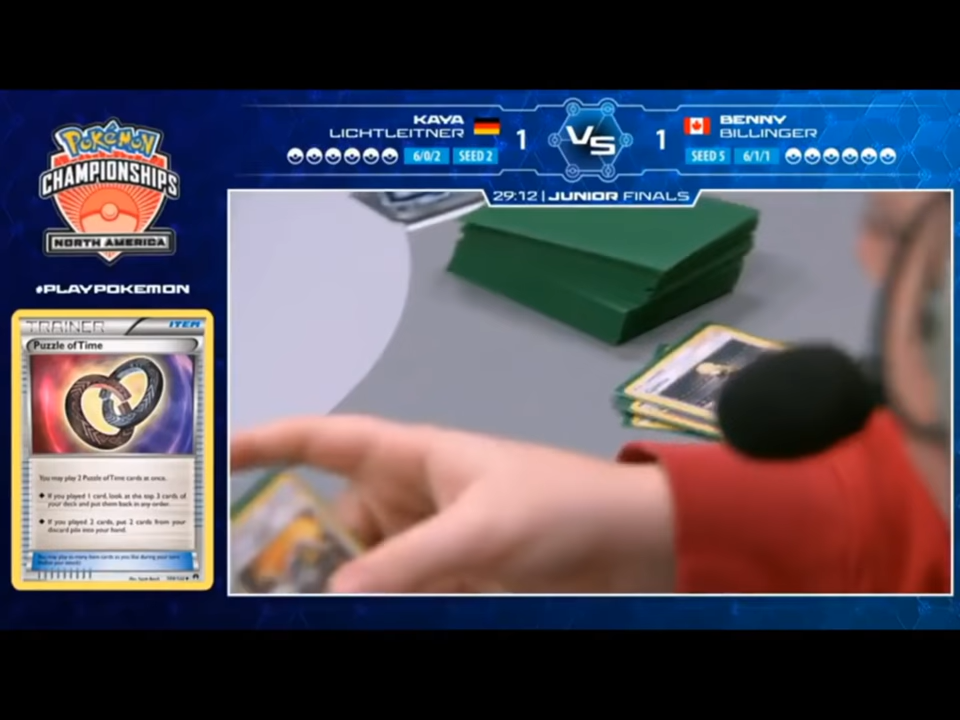 KAYA
LICHTLEITNER
1
VS
1
BENNY
BILLINGER
6/0/2
SEED 2
SEED 5
6/1/1
29:12 | JUNIOR FINALS
Pokémon
CHAMPIONSHIPS
NORTH AMERICA
#PLAYPOKEMON
TRAINER
ITEM
Puzzle of Time
You may play 2 Puzzle of Time cards at once.
If you played 1 card, look at the top 3 cards of
your deck and put them back in any order.
If you played 2 cards, put 2 cards from your
discard pile into your hand.